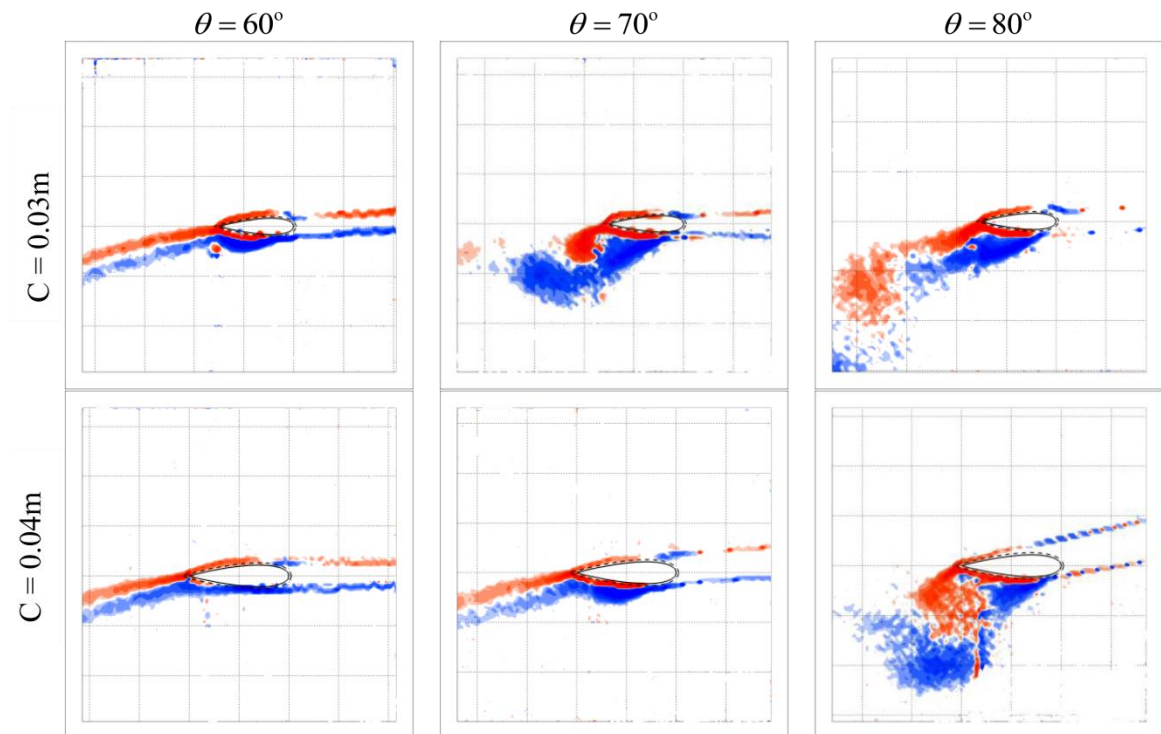 θ = 60°
θ = 70°
θ = 80°
C = 0.03m
C = 0.04m